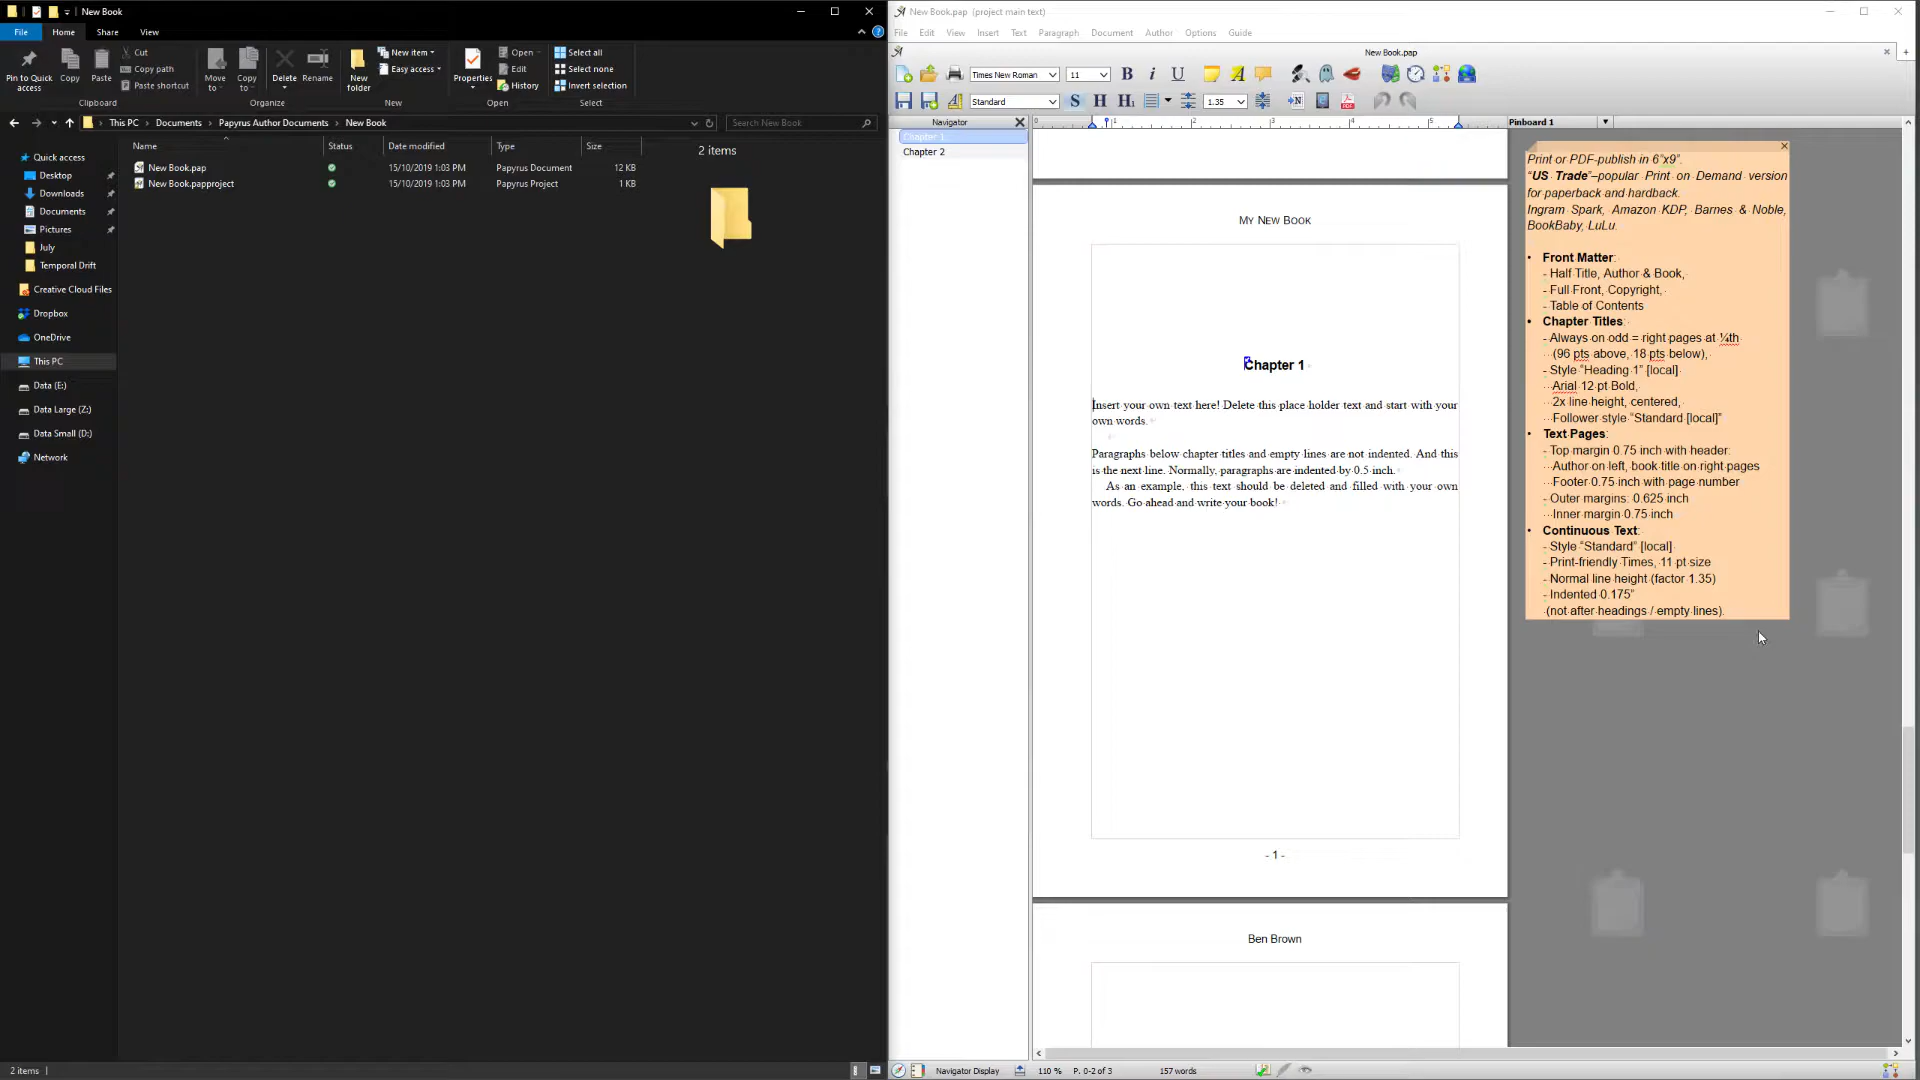 New Book
File Home Share View
Pin to Quick access
Copy
Paste
Cut
Copy path
Paste shortcut
Clipboard
Move to
Copy to
Delete
Rename
Organize
New folder
New item
Easy access
New
Properties
Open
Edit
History
Open
Select all
Select none
Invert selection
Select
This PC > Documents > Papyrus Author Documents > New Book
Search New Book
Name Status Date modified Type Size
New Book.pap 15/10/2019 1:03 PM Papyrus Document 12 KB
New Book.papproject 15/10/2019 1:03 PM Papyrus Project 1 KB
2 items
Quick access
Desktop
Downloads
Documents
Pictures
July
Temporal Drift
Creative Cloud Files
Dropbox
OneDrive
This PC
Data (E:)
Data Large (Z:)
Data Small (D:)
Network
2 items
New Book.pap (project main text)
File Edit View Insert Text Paragraph Document Author Options Guide
New Book.pap
Times New Roman 11 B i U
Standard S H H1 1.35 N PDF
Navigator
Chapter 1
Chapter 2
0 1 2 3 4 5
Pinboard 1
MY NEW BOOK
Chapter 1
Insert your own text here! Delete this place holder text and start with your
own words.
Paragraphs below chapter titles and empty lines are not indented. And this
is the next line. Normally, paragraphs are indented by 0.5 inch.
As an example, this text should be deleted and filled with your own
words. Go ahead and write your book!
- 1 -
Ben Brown
Print or PDF-publish in 6"x9".
"US Trade"–popular Print on Demand version
for paperback and hardback.
Ingram Spark, Amazon KDP, Barnes & Noble,
BookBaby, LuLu.
• Front Matter:
- Half Title, Author & Book,
- Full Front, Copyright,
- Table of Contents
• Chapter Titles:
- Always on odd = right pages at ¼th
(96 pts above, 18 pts below),
- Style "Heading 1" [local]
Arial 12 pt Bold,
2x line height, centered,
Follower style "Standard [local]"
• Text Pages:
- Top margin 0.75 inch with header:
Author on left, book title on right pages
Footer 0.75 inch with page number
- Outer margins: 0.625 inch
Inner margin 0.75 inch
• Continuous Text:
- Style "Standard" [local]
- Print-friendly Times, 11 pt size
- Normal line height (factor 1.35)
- Indented 0.175"
(not after headings / empty lines).
Navigator Display 110 % P. 0-2 of 3 157 words